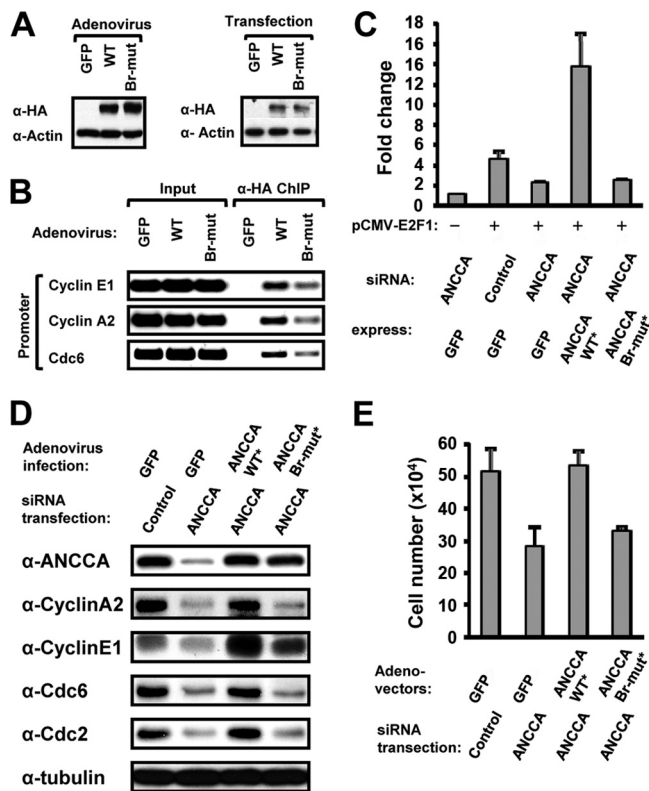 A
Adenovirus
GFP
WT
Br-mut
α-HA
α-Actin
Transfection
GFP
WT
Br-mut
α-HA
α- Actin
B
Input
α-HA ChIP
Adenovirus:
GFP
WT
Br-mut
GFP
WT
Br-mut
Promoter
Cyclin E1
Cyclin A2
Cdc6
C
Fold change
18
16
14
12
10
8
6
4
2
0
pCMV-E2F1: – + + + +
siRNA:
ANCCA
Control
ANCCA
ANCCA
ANCCA
express:
GFP
GFP
GFP
ANCCA
WT*
ANCCA
Br-mut*
D
Adenovirus
infection:
GFP
GFP
ANCCA
WT*
ANCCA
Br-mut*
siRNA
transfection:
Control
ANCCA
ANCCA
ANCCA
α-ANCCA
α-CyclinA2
α-CyclinE1
α-Cdc6
α-Cdc2
α-tubulin
E
Cell number (x10⁴)
60
50
40
30
20
10
0
Adeno-
vectors:
GFP
GFP
ANCCA
WT*
ANCCA
Br-mut*
siRNA
transection:
Control
ANCCA
ANCCA
ANCCA